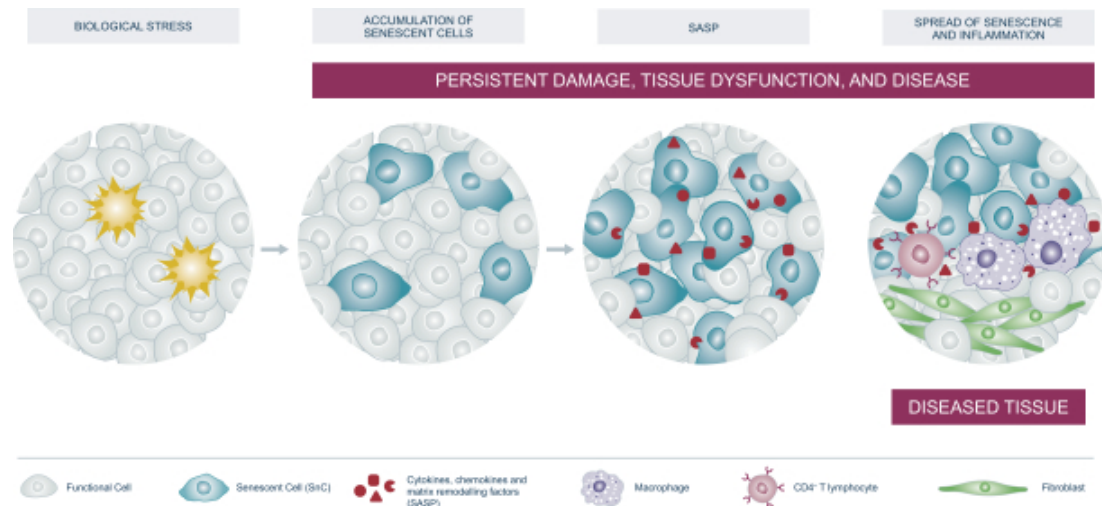 BIOLOGICAL STRESS
ACCUMULATION OF
SENESCENT CELLS
SASP
SPREAD OF SENESCENCE
AND INFLAMMATION
PERSISTENT DAMAGE, TISSUE DYSFUNCTION, AND DISEASE
DISEASED TISSUE
Functional Cell
Senescent Cell (SnC)
Cytokines, chemokines and
matrix remodelling factors
(SASP)
Macrophage
CD4⁺ T lymphocyte
Fibroblast